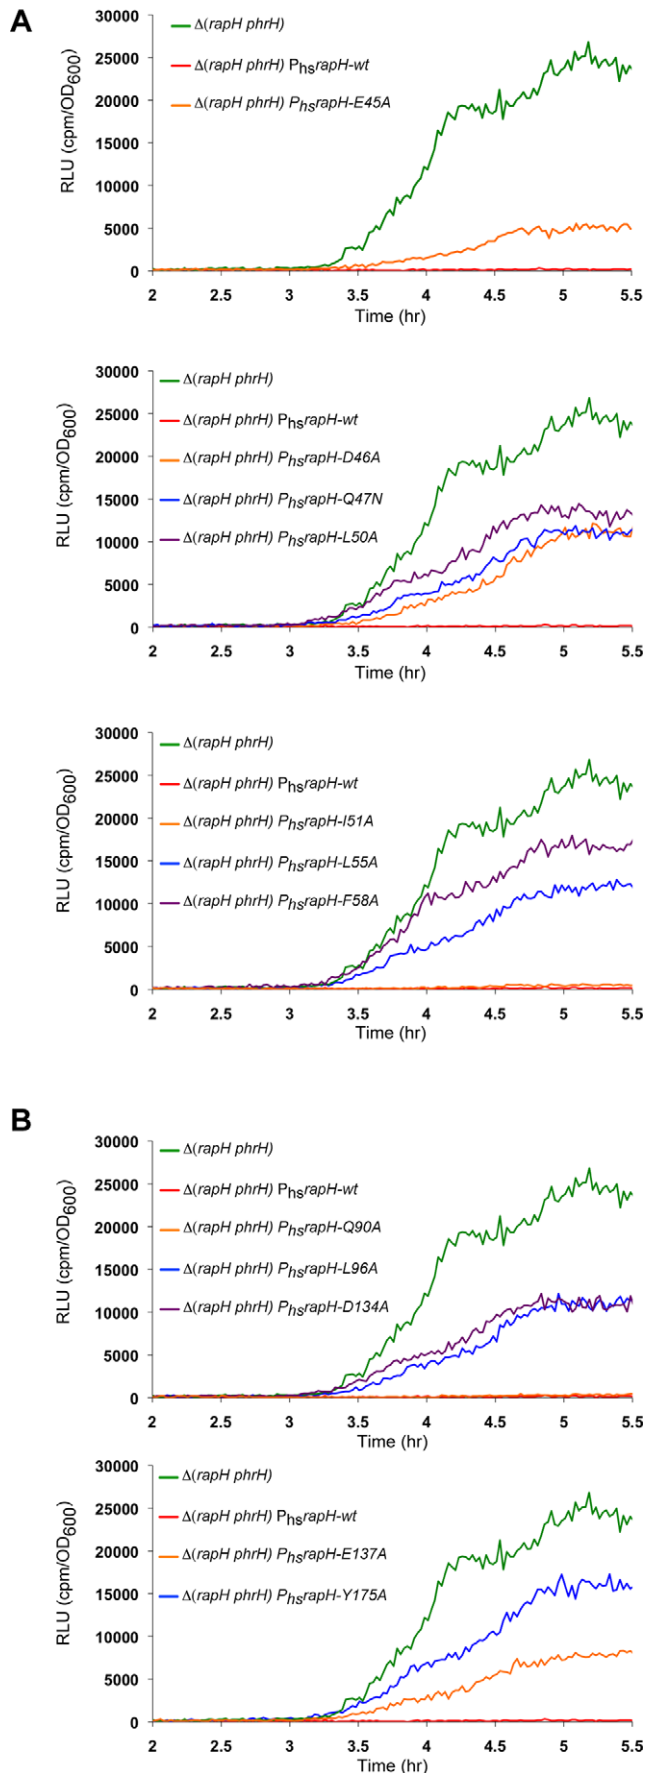 A
30000
25000
20000
15000
10000
5000
0
RLU (cpm/OD600)
Δ(rapH phrH)
Δ(rapH phrH) PhsrapH-wt
Δ(rapH phrH) PhsrapH-E45A
2 2.5 3 3.5 4 4.5 5 5.5
Time (hr)
30000
25000
20000
15000
10000
5000
0
RLU (cpm/OD600)
Δ(rapH phrH)
Δ(rapH phrH) PhsrapH-wt
Δ(rapH phrH) PhsrapH-D46A
Δ(rapH phrH) PhsrapH-Q47N
Δ(rapH phrH) PhsrapH-L50A
2 2.5 3 3.5 4 4.5 5 5.5
Time (hr)
30000
25000
20000
15000
10000
5000
0
RLU (cpm/OD600)
Δ(rapH phrH)
Δ(rapH phrH) PhsrapH-wt
Δ(rapH phrH) PhsrapH-I51A
Δ(rapH phrH) PhsrapH-L55A
Δ(rapH phrH) PhsrapH-F58A
2 2.5 3 3.5 4 4.5 5 5.5
Time (hr)
B
30000
25000
20000
15000
10000
5000
0
RLU (cpm/OD600)
Δ(rapH phrH)
Δ(rapH phrH) PhsrapH-wt
Δ(rapH phrH) PhsrapH-Q90A
Δ(rapH phrH) PhsrapH-L96A
Δ(rapH phrH) PhsrapH-D134A
2 2.5 3 3.5 4 4.5 5 5.5
Time (hr)
30000
25000
20000
15000
10000
5000
0
RLU (cpm/OD600)
Δ(rapH phrH)
Δ(rapH phrH) PhsrapH-wt
Δ(rapH phrH) PhsrapH-E137A
Δ(rapH phrH) PhsrapH-Y175A
2 2.5 3 3.5 4 4.5 5 5.5
Time (hr)